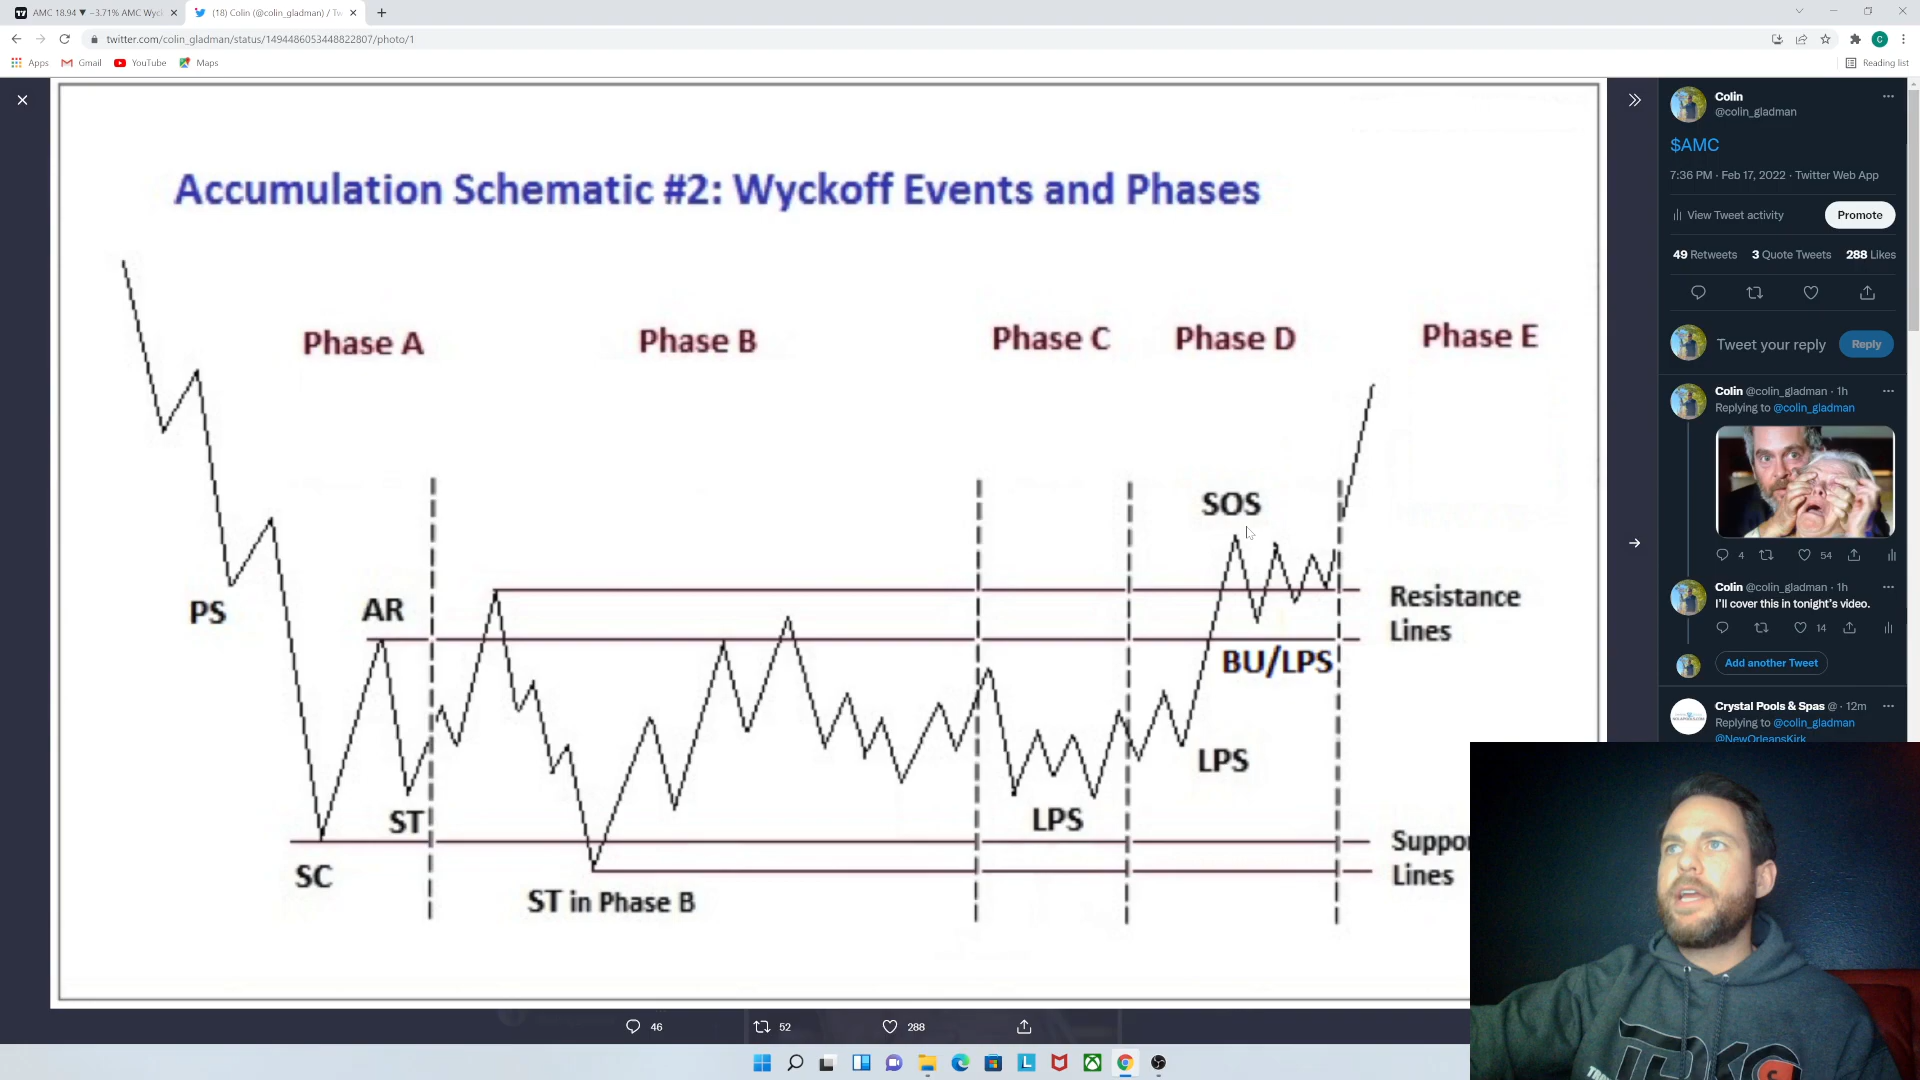 AMC 18.94 ▼ −3.71% AMC Wyck
(18) Colin (@colin_gladman) / Tw
twitter.com/colin_gladman/status/1494486053448822807/photo/1
C
Apps
Gmail
YouTube
Maps
Reading list
Accumulation Schematic #2: Wyckoff Events and Phases
Phase A
Phase B
Phase C
Phase D
Phase E
SOS
PS
AR
Resistance
Lines
BU/LPS
LPS
ST
LPS
SC
Suppo
Lines
ST in Phase B
46
52
288
Colin
@colin_gladman
$AMC
7:36 PM · Feb 17, 2022 · Twitter Web App
View Tweet activity
Promote
49 Retweets 3 Quote Tweets 288 Likes
Tweet your reply
Reply
Colin @colin_gladman · 1h
Replying to @colin_gladman
4
54
Colin @colin_gladman · 1h
I'll cover this in tonight's video.
14
Add another Tweet
Crystal Pools & Spas @ · 12m
Replying to @colin_gladman
@NewOrleansKirk
L